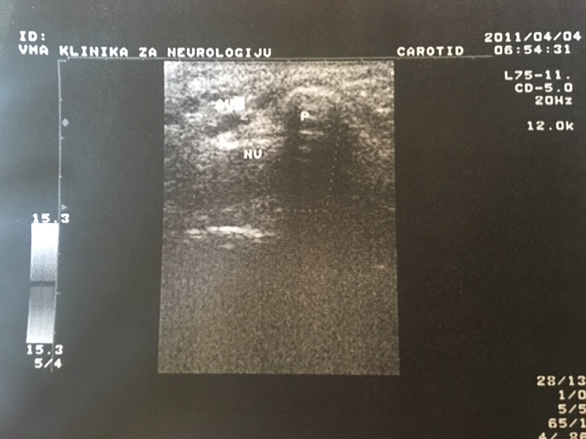 ID:
2011/04/04
VMA KLINIKA ZA NEUROLOGIJU
CAROTID
06:54:31
L75-11.
CD-5.0
20Hz
12.0k
P
NU
15.3
15.3
5/4
28/13
1/0
5/5
65/1